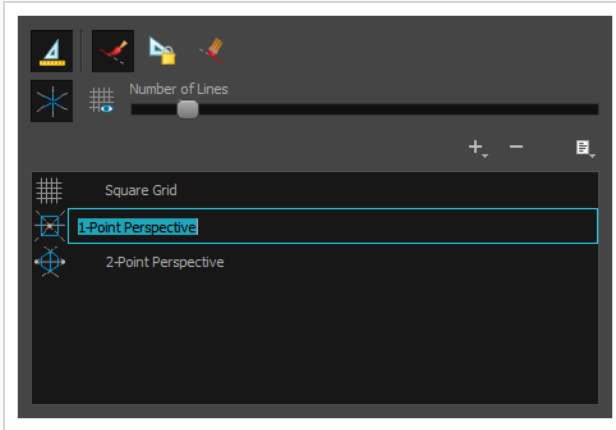 Number of Lines
Square Grid
1-Point Perspective
2-Point Perspective